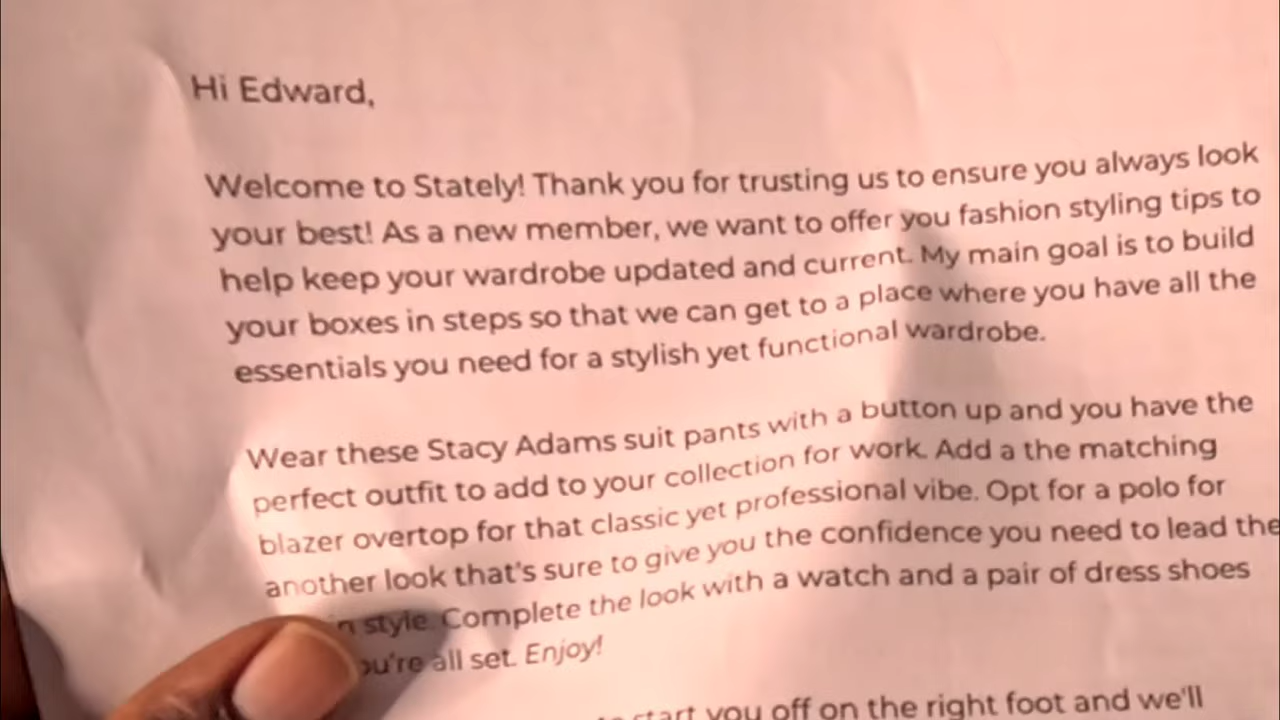 Hi Edward,
Welcome to Stately! Thank you for trusting us to ensure you always look
your best! As a new member, we want to offer you fashion styling tips to
help keep your wardrobe updated and current. My main goal is to build
your boxes in steps so that we can get to a place where you have all the
essentials you need for a stylish yet functional wardrobe.
Wear these Stacy Adams suit pants with a button up and you have the
perfect outfit to add to your collection for work. Add a the matching
blazer overtop for that classic yet professional vibe. Opt for a polo for
another look that's sure to give you the confidence you need to lead the
style. Complete the look with a watch and a pair of dress shoes
all set. Enjoy!
start you off on the right foot and we'll